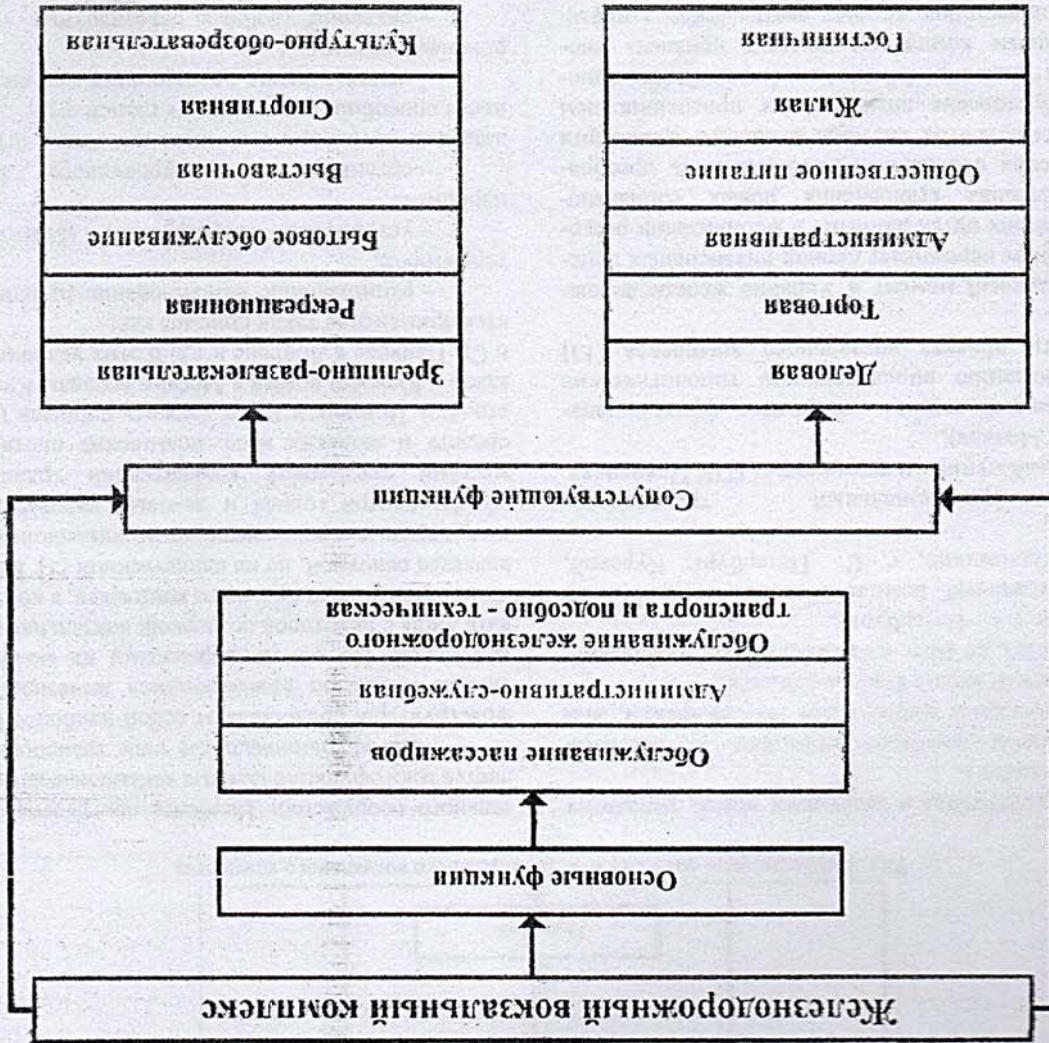 Железнодорожный вокзальный комплекс
Основные функции
Обслуживание пассажиров
Административно-служебная
Обслуживание железнодорожного
транспорта и подсобно – техническая
Сопутствующие функции
Деловая
Торговая
Административная
Общественное питание
Жилая
Гостиничная
Зрелищно-развлекательная
Рекреационная
Бытовое обслуживание
Выставочная
Спортивная
Культурно-обозревательная